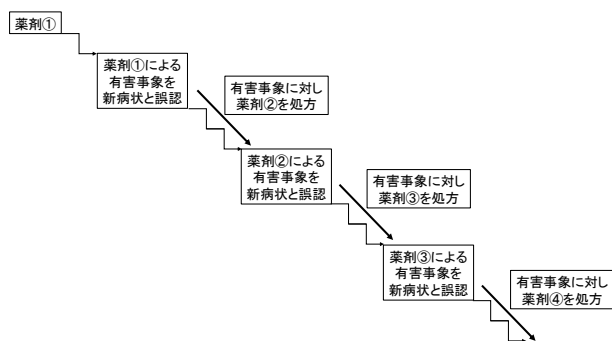 薬剤①
薬剤①による
有害事象を
新病状と誤認
有害事象に対し
薬剤②を処方
薬剤②による
有害事象を
新病状と誤認
有害事象に対し
薬剤③を処方
薬剤③による
有害事象を
新病状と誤認
有害事象に対し
薬剤④を処方